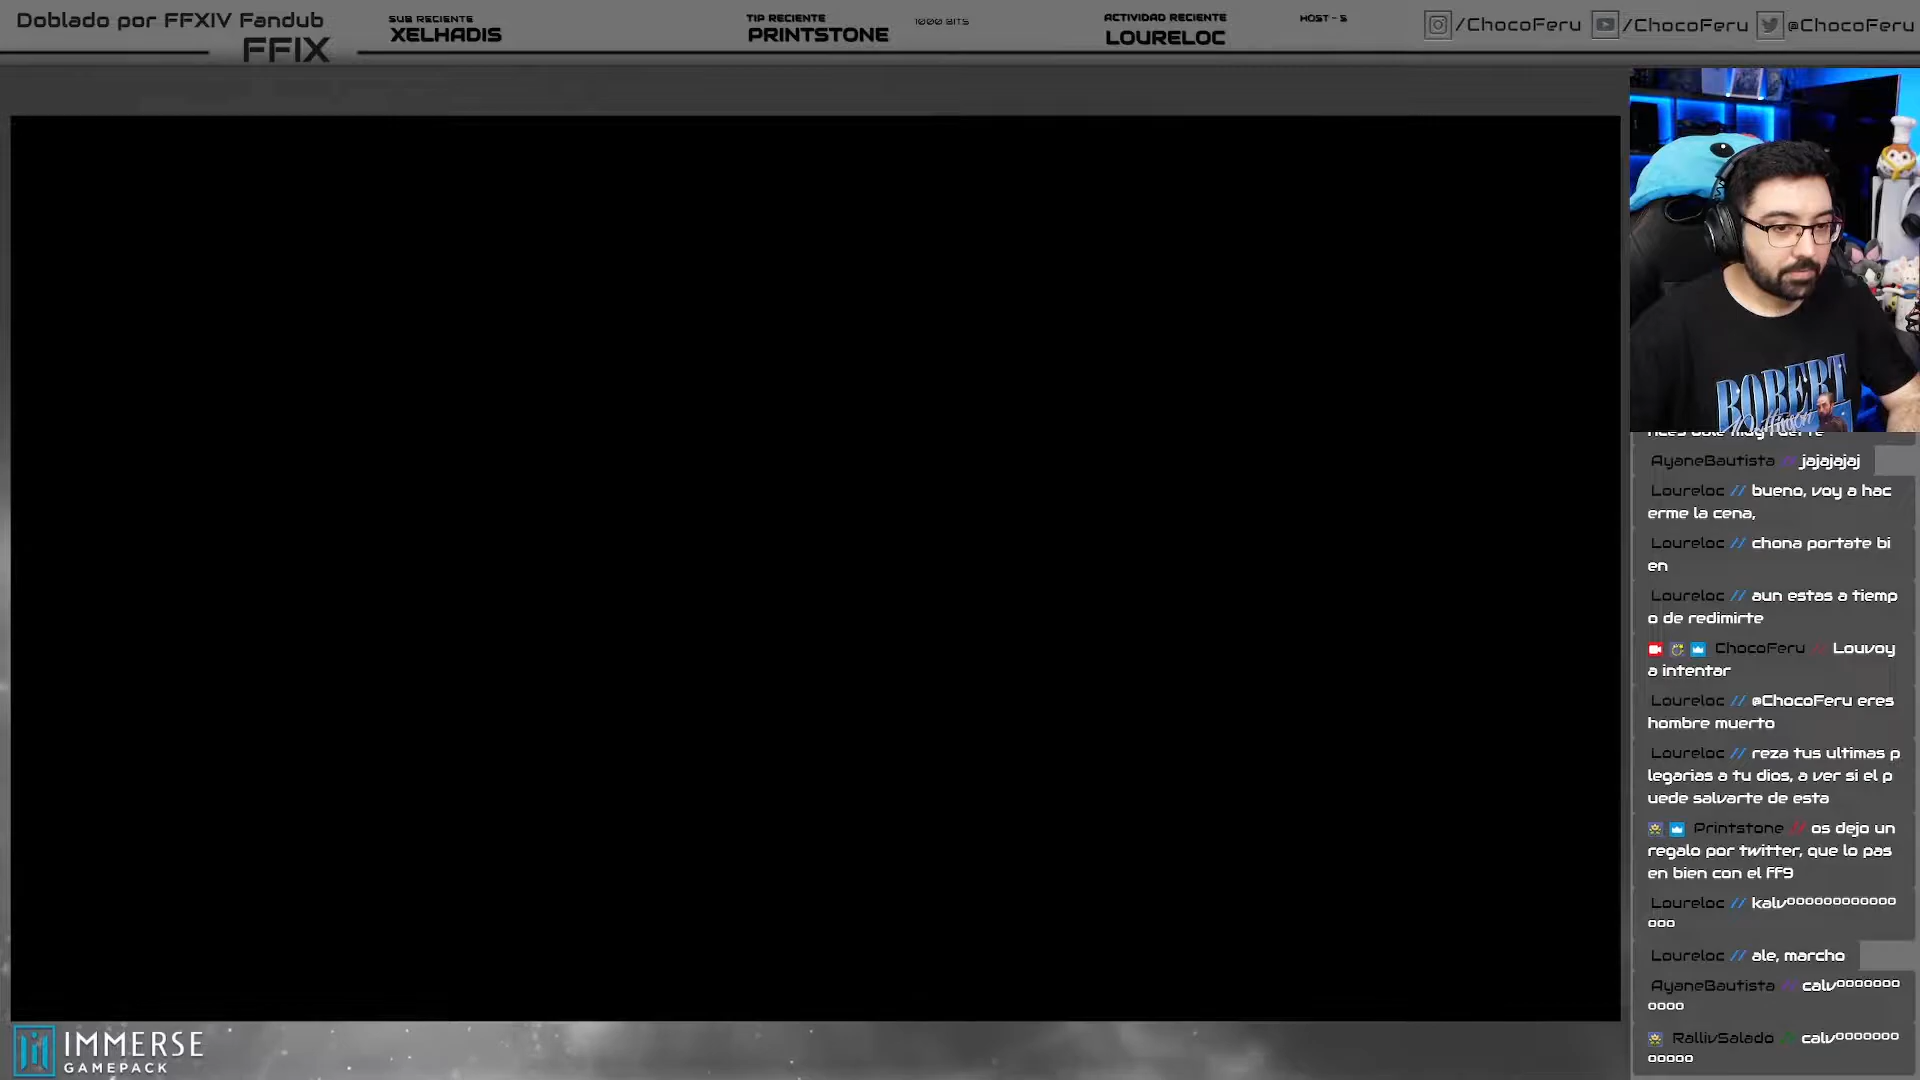 Doblado por FFXIV Fandub
FFIX
SUB RECIENTE
XELHADIS
TIP RECIENTE
PRINTSTONE
1000 BITS
ACTIVIDAD RECIENTE
LOURELOC
HOST - 5
/ChocoFeru
/ChocoFeru
@ChocoFeru
ROBERT
AyaneBautista // jajajajaj
Loureloc // bueno, voy a hac
erme la cena,
Loureloc // chona portate bi
en
Loureloc // aun estas a tiemp
o de redimirte
ChocoFeru // Louvoy
a intentar
Loureloc // @ChocoFeru eres
hombre muerto
Loureloc // reza tus ultimas p
legarias a tu dios, a ver si el p
uede salvarte de esta
Printstone // os dejo un
regalo por twitter, que lo pas
en bien con el ff9
Loureloc // kalvºººººººººººº
ººº
Loureloc // ale, marcho
AyaneBautista // calvººººººº
ºººº
RallivSalado // calvººººººº
ººººº
IMMERSE
GAMEPACK